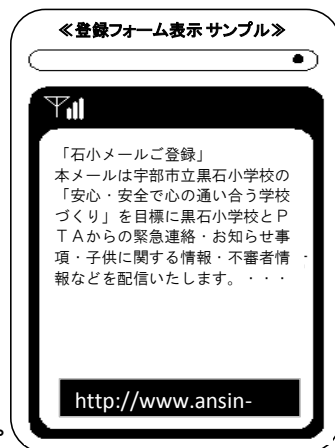 ≪登録フォーム表示 サンプル≫
「石小メールご登録」
本メールは宇部市立黒石小学校の
「安心・安全で心の通い合う学校
づくり」を目標に黒石小学校とＰ
ＴＡからの緊急連絡・お知らせ事
項・子供に関する情報・不審者情
報などを配信いたします。・・・
http://www.ansin-